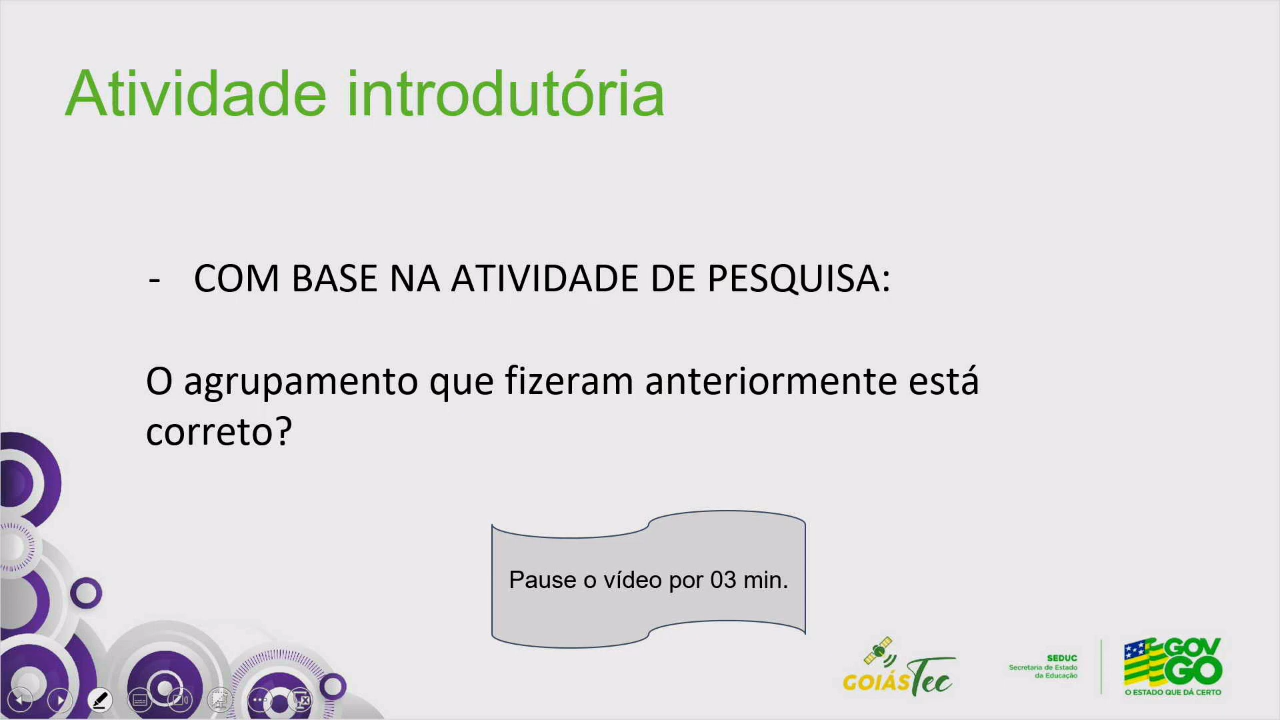 Atividade introdutória
- COM BASE NA ATIVIDADE DE PESQUISA:
O agrupamento que fizeram anteriormente está
correto?
Pause o vídeo por 03 min.
GOIÁSTec
SEDUC
Secretaria de Estado
da Educação
GOV
GO
O ESTADO QUE DÁ CERTO